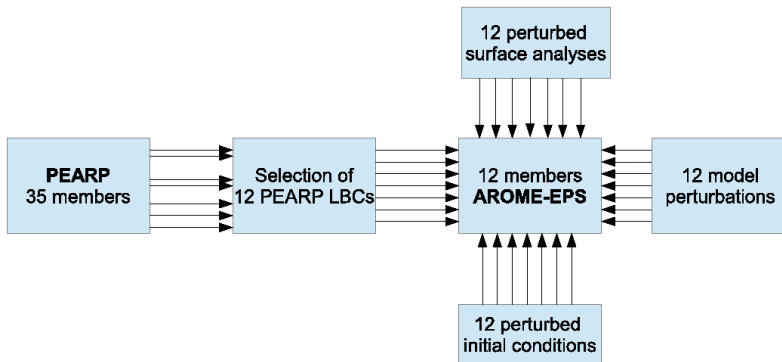 12 perturbed
surface analyses
PEARP
35 members
Selection of
12 PEARP LBCs
12 members
AROME-EPS
12 model
perturbations
12 perturbed
initial conditions